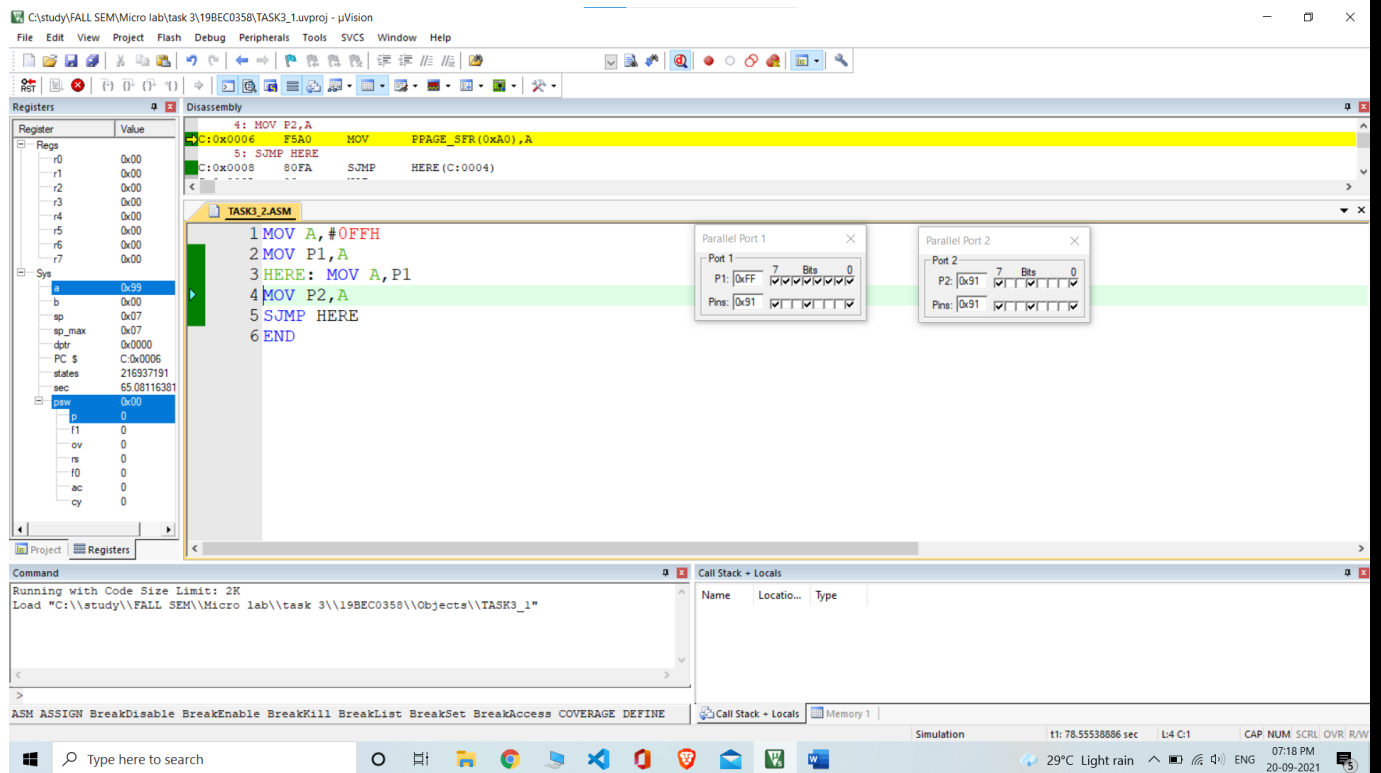 C:\study\FALL SEM\Micro lab\task 3\19BEC0358\TASK3_1.uvproj - µVision
File Edit View Project Flash Debug Peripherals Tools SVCS Window Help
RST
Registers
Register Value
Regs
r0 0x00
r1 0x00
r2 0x00
r3 0x00
r4 0x00
r5 0x00
r6 0x00
r7 0x00
Sys
a 0x99
b 0x00
sp 0x07
sp_max 0x07
dptr 0x0000
PC $ C:0x0006
states 216937191
sec 65.08116381
psw 0x00
p 0
f1 0
ov 0
rs 0
f0 0
ac 0
cy 0
Project Registers
Disassembly
4: MOV P2,A
C:0x0006 F5A0 MOV PPAGE_SFR(0xA0),A
5: SJMP HERE
C:0x0008 80FA SJMP HERE(C:0004)
TASK3_2.ASM
1 MOV A,#0FFH
2 MOV P1,A
3 HERE: MOV A,P1
4 MOV P2,A
5 SJMP HERE
6 END
Parallel Port 1
Port 1
7 Bits 0
P1: 0xFF
Pins: 0x91
Parallel Port 2
Port 2
7 Bits 0
P2: 0x91
Pins: 0x91
Command
Running with Code Size Limit: 2K
Load "C:\\study\\FALL SEM\\Micro lab\\task 3\\19BEC0358\\Objects\\TASK3_1"
>
ASM ASSIGN BreakDisable BreakEnable BreakKill BreakList BreakSet BreakAccess COVERAGE DEFINE
Call Stack + Locals
Name Locatio... Type
Call Stack + Locals Memory 1
Simulation t1: 78.55538886 sec L:4 C:1 CAP NUM SCRL OVR R/W
Type here to search
29°C Light rain ENG
07:18 PM
20-09-2021
5